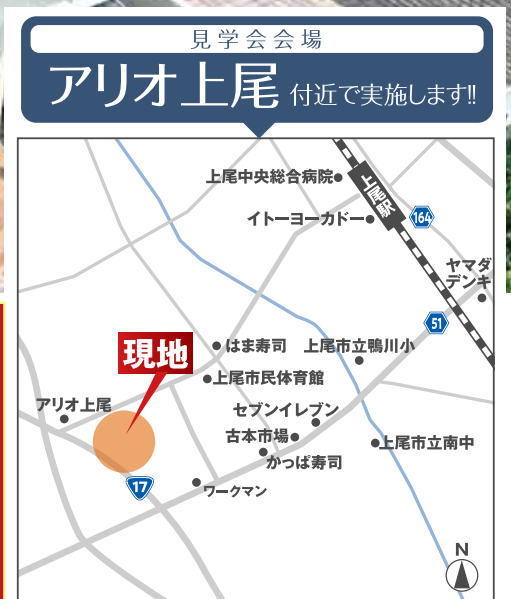 見学会会場
アリオ上尾 付近で実施します!!
上尾中央総合病院
上尾駅
イトーヨーカドー
164
ヤマダ
デンキ
51
現地
はま寿司
上尾市立鴨川小
上尾市民体育館
アリオ上尾
セブンイレブン
古本市場
上尾市立南中
かっぱ寿司
17
ワークマン
N